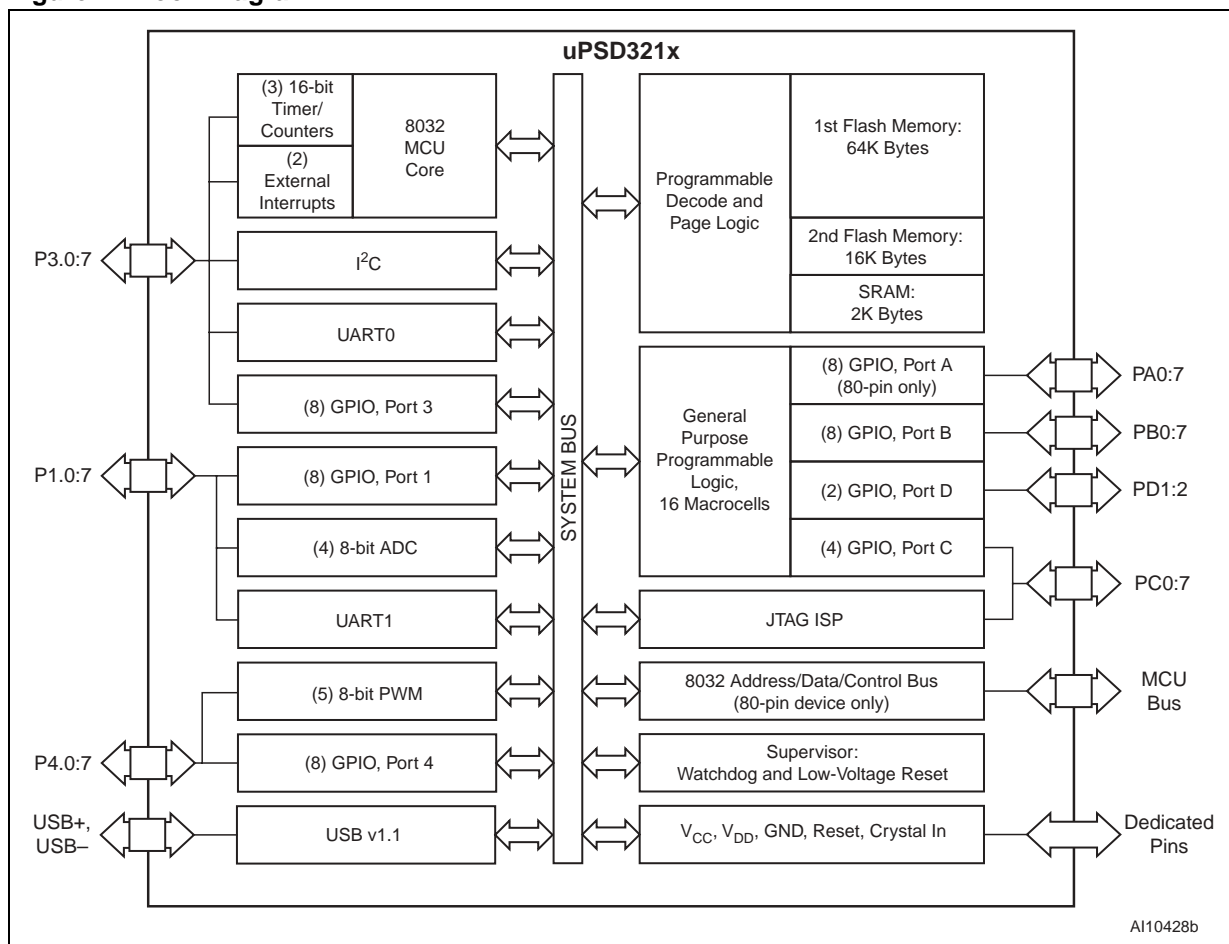 uPSD321x
(3) 16-bit
Timer/
Counters
(2)
External
Interrupts
8032
MCU
Core
P3.0:7
I²C
UART0
(8) GPIO, Port 3
P1.0:7
(8) GPIO, Port 1
(4) 8-bit ADC
UART1
(5) 8-bit PWM
P4.0:7
(8) GPIO, Port 4
USB+,
USB–
USB v1.1
SYSTEM BUS
Programmable
Decode and
Page Logic
1st Flash Memory:
64K Bytes
2nd Flash Memory:
16K Bytes
SRAM:
2K Bytes
General
Purpose
Programmable
Logic,
16 Macrocells
(8) GPIO, Port A
(80-pin only)
PA0:7
(8) GPIO, Port B
PB0:7
(2) GPIO, Port D
PD1:2
(4) GPIO, Port C
PC0:7
JTAG ISP
8032 Address/Data/Control Bus
(80-pin device only)
MCU
Bus
Supervisor:
Watchdog and Low-Voltage Reset
VCC, VDD, GND, Reset, Crystal In
Dedicated
Pins
AI10428b